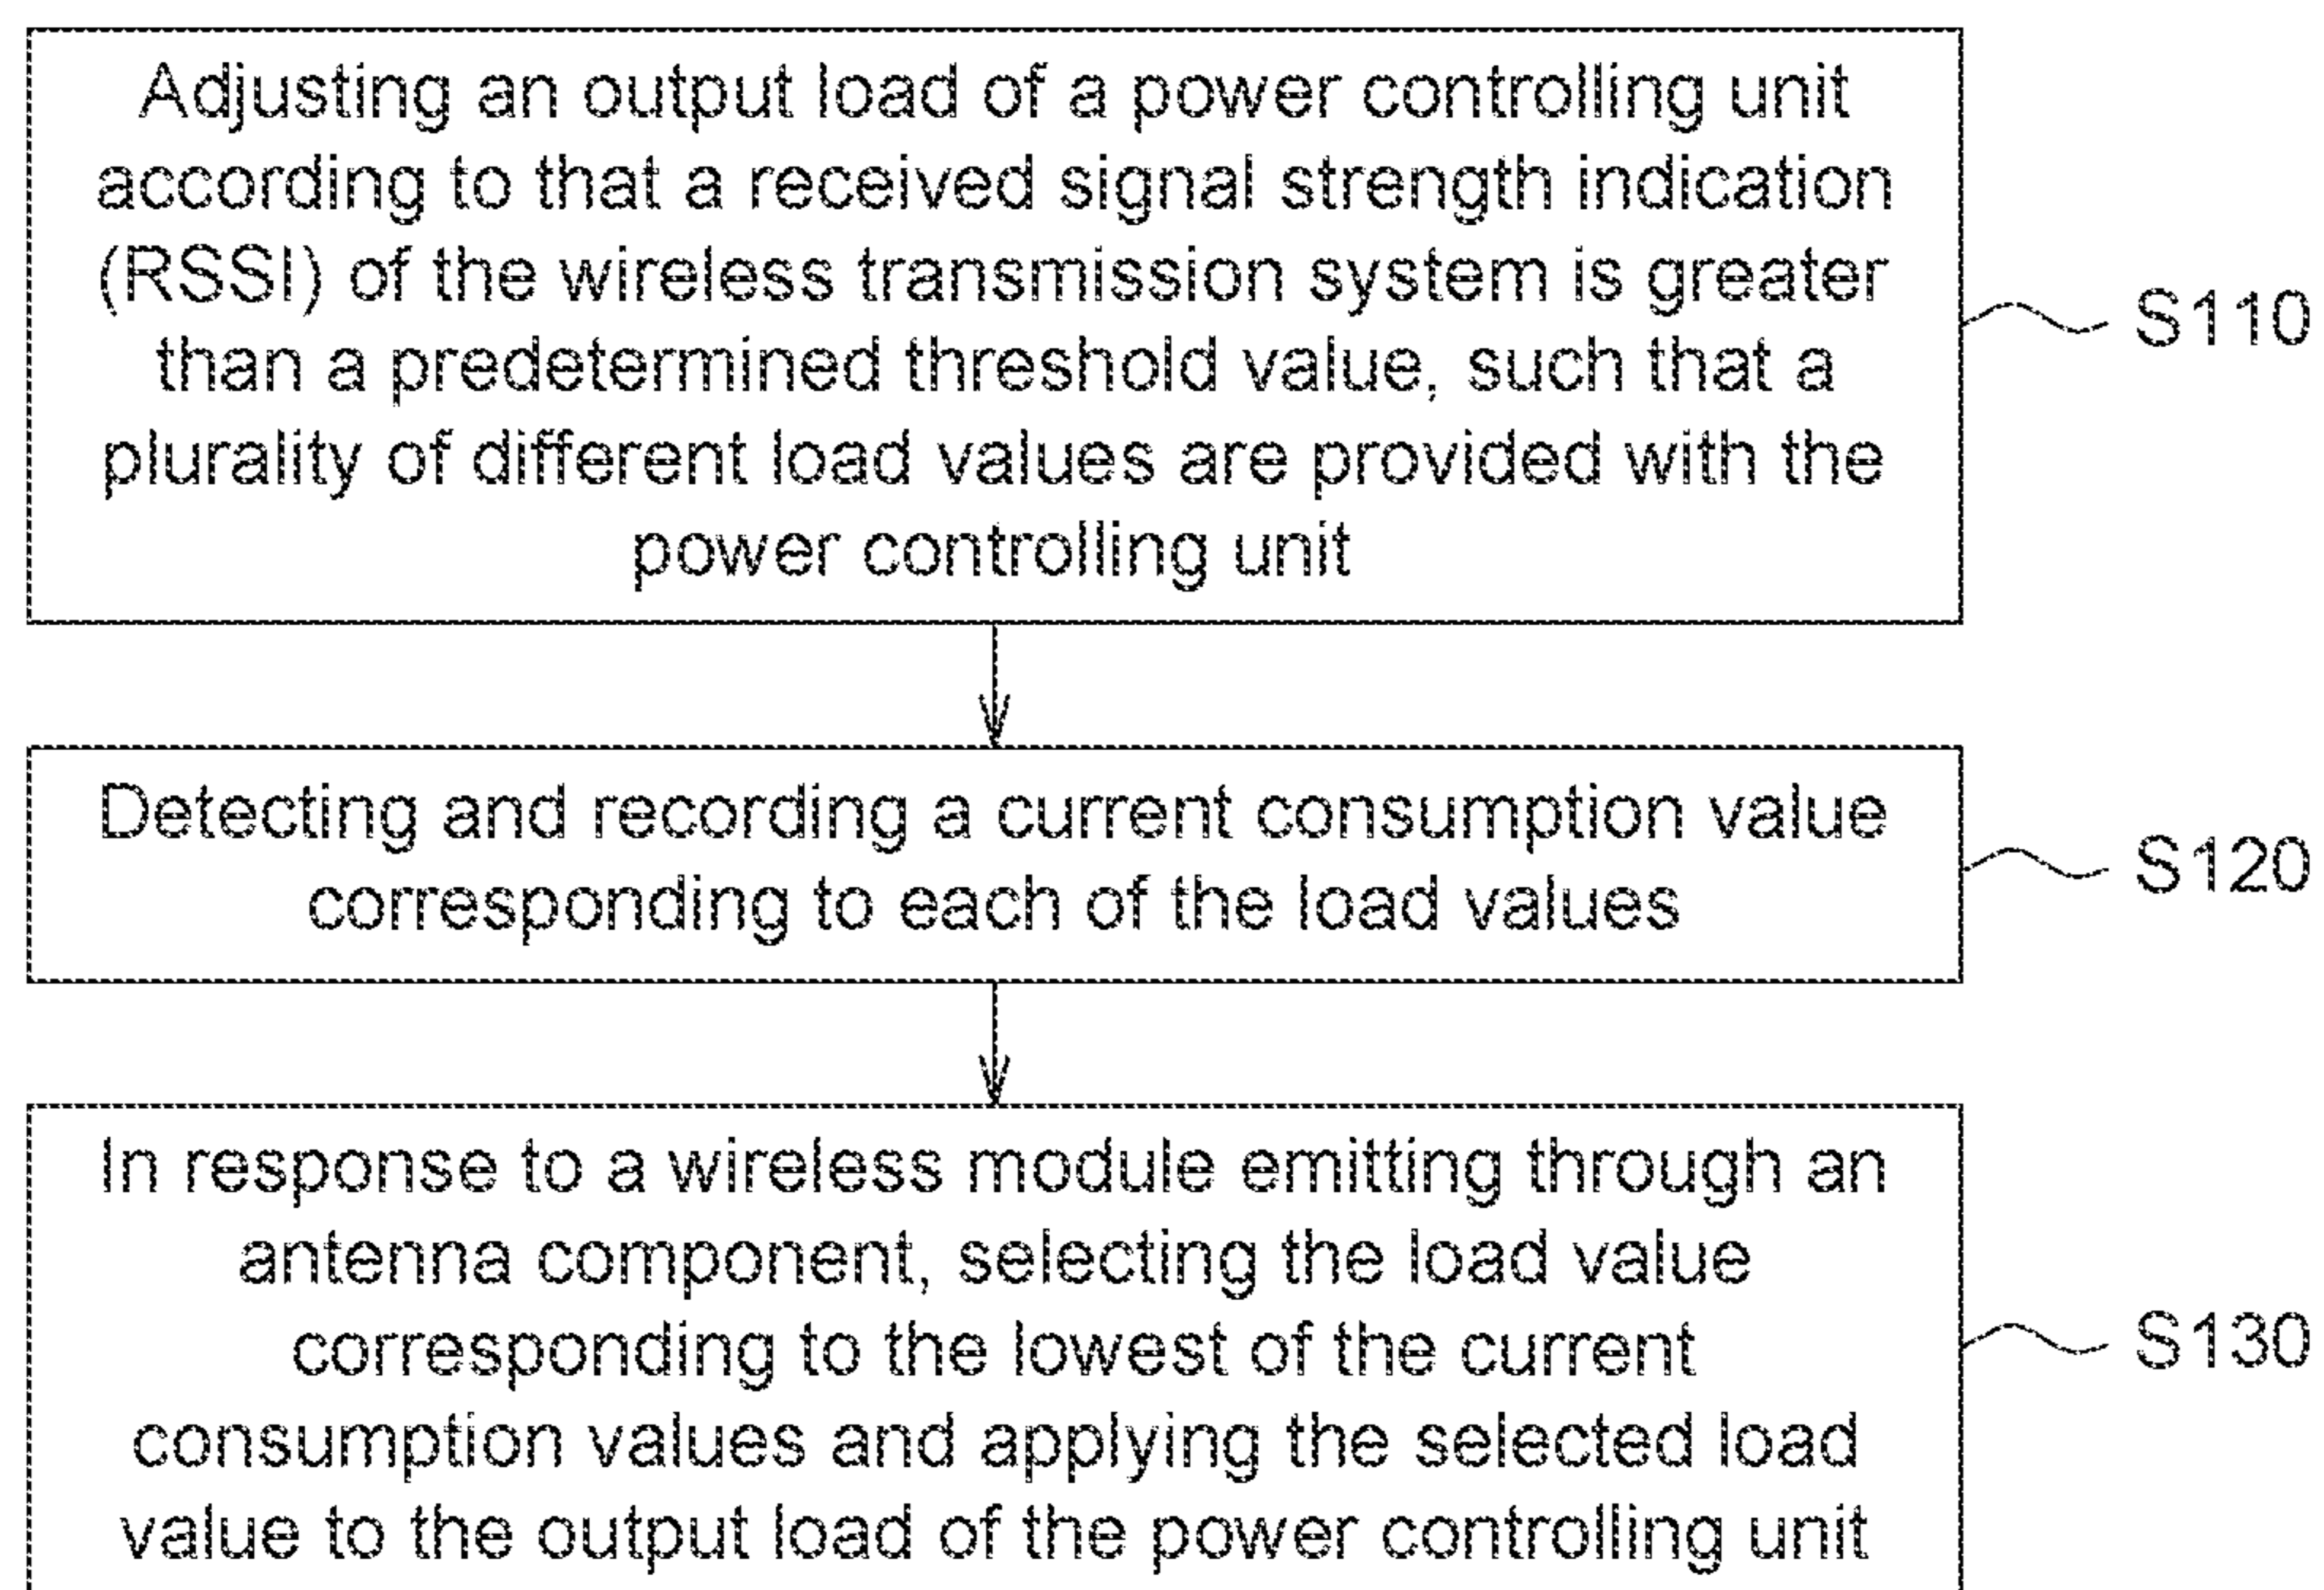 Adjusting an output load of a power controlling unit
according to that a received signal strength indication
(RSSI) of the wireless transmission system is greater
than a predetermined threshold value, such that a
plurality of different load values are provided with the
power controlling unit
S110
Detecting and recording a current consumption value
corresponding to each of the load values
S120
In response to a wireless module emitting through an
antenna component, selecting the load value
corresponding to the lowest of the current
consumption values and applying the selected load
value to the output load of the power controlling unit
S130